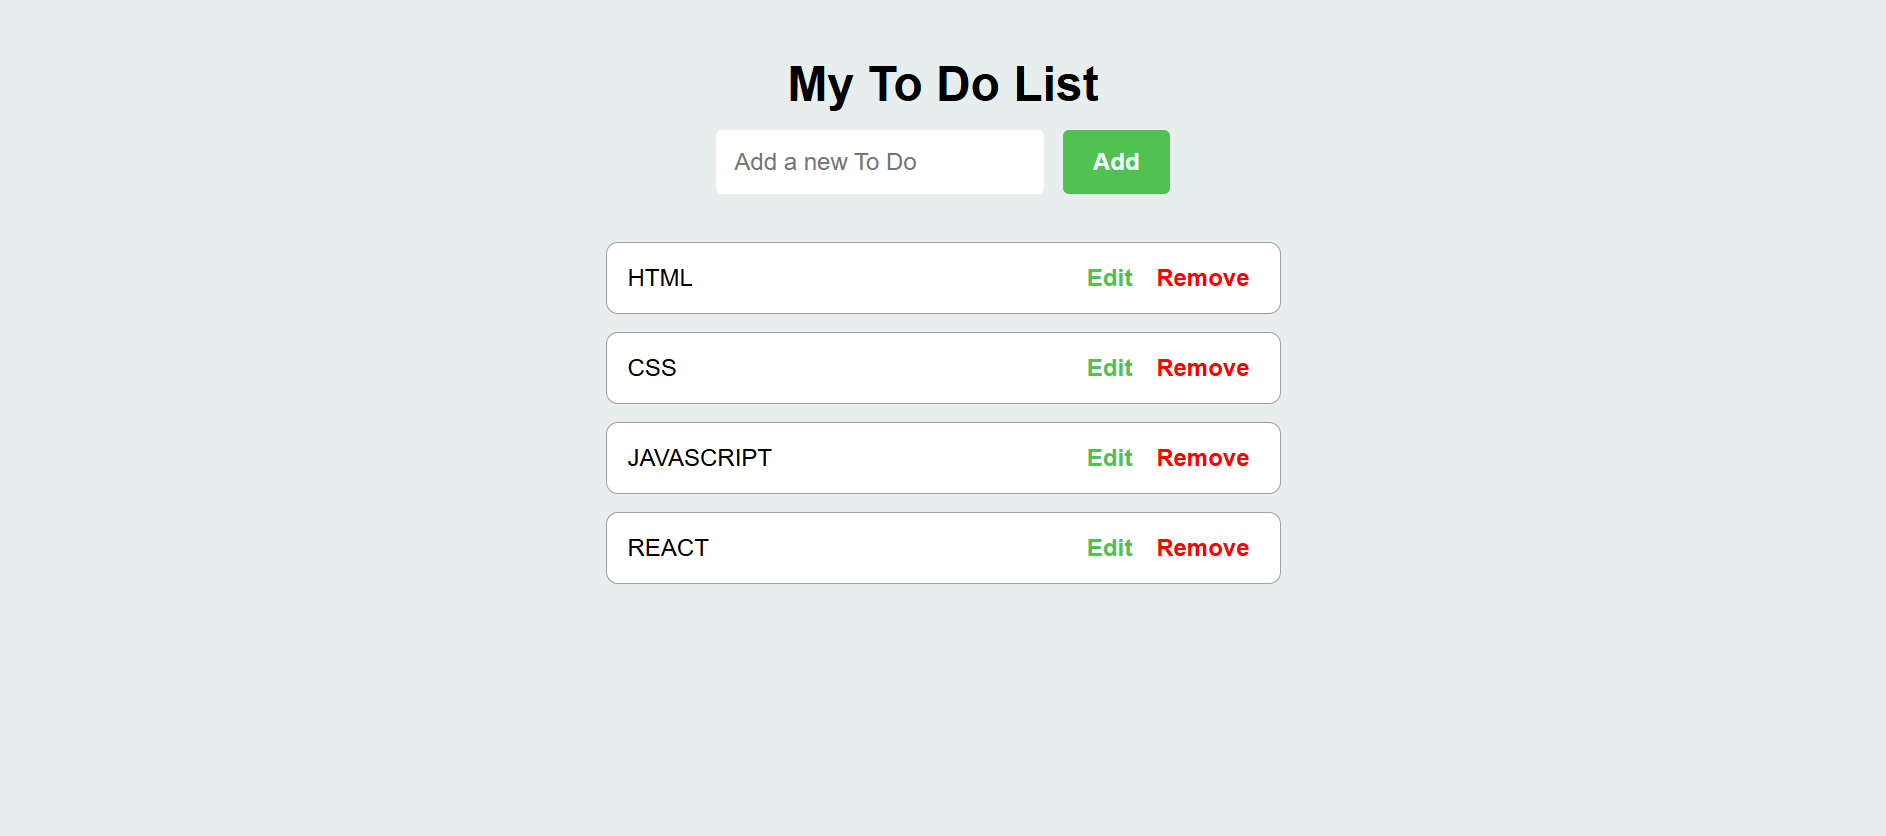 My To Do List
Add a new To Do Add
HTML Edit Remove
CSS Edit Remove
JAVASCRIPT Edit Remove
REACT Edit Remove